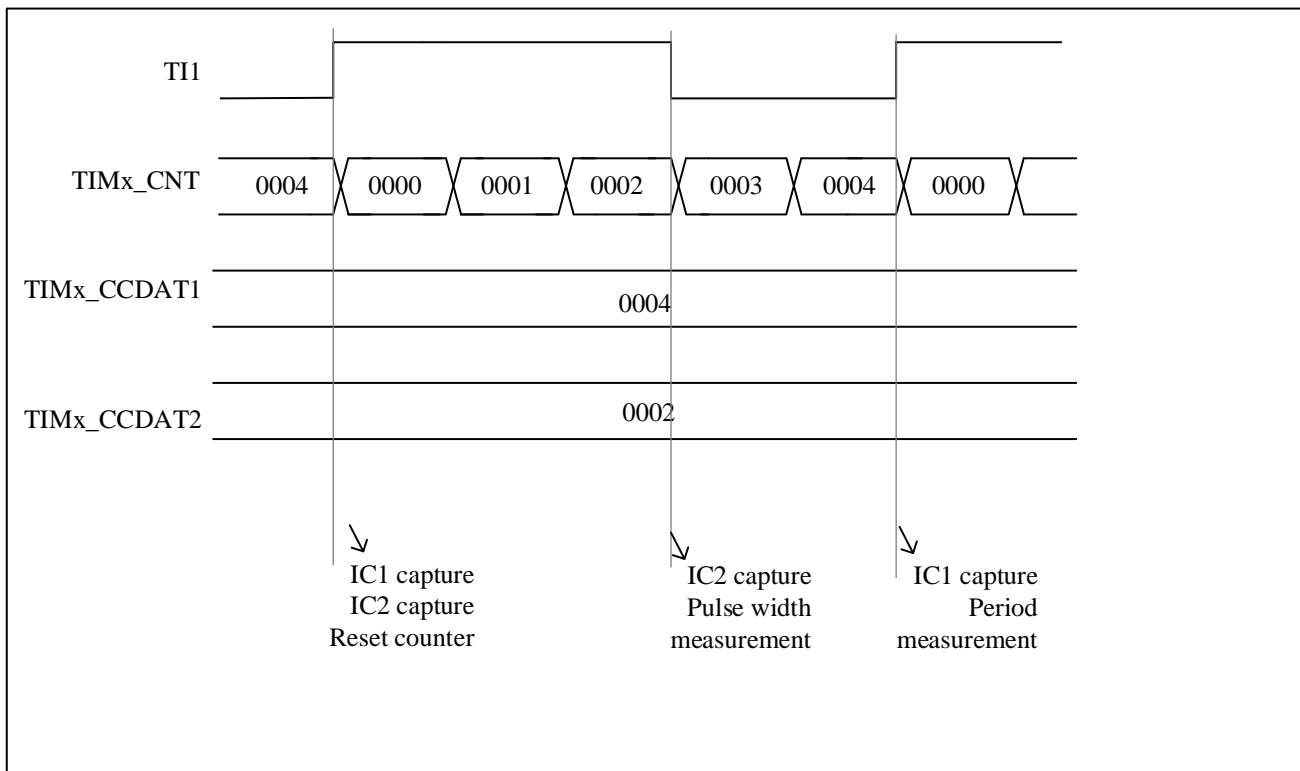 TI1
TIMx_CNT
0004
0000
0001
0002
0003
0004
0000
TIMx_CCDAT1
0004
TIMx_CCDAT2
0002
IC1 capture
IC2 capture
Reset counter
IC2 capture
Pulse width
measurement
IC1 capture
Period
measurement